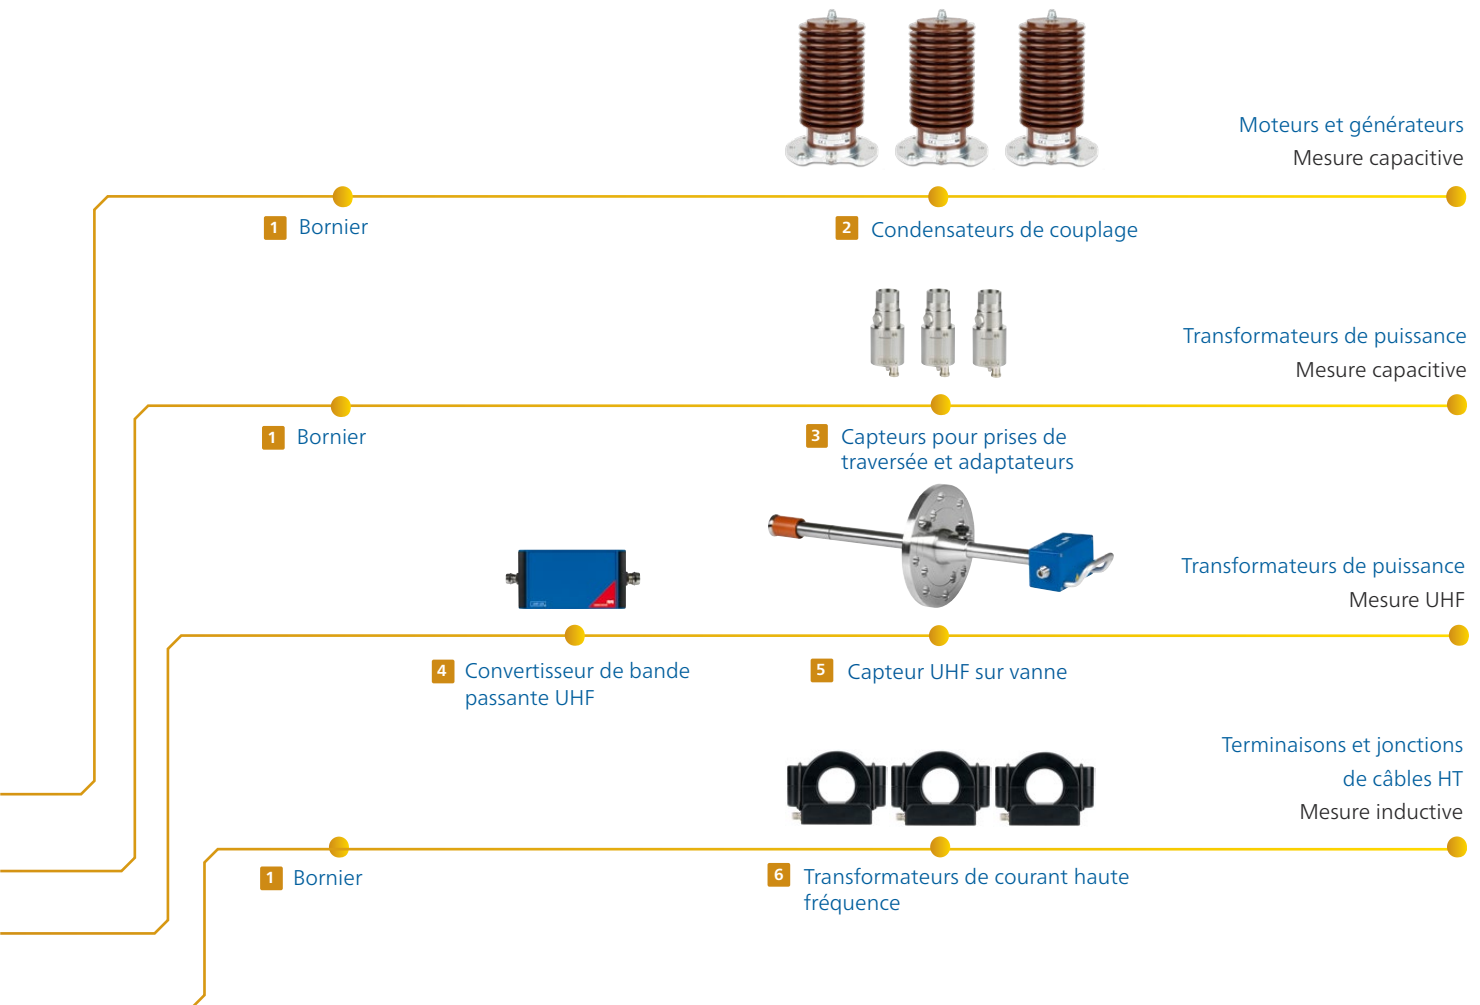 Moteurs et générateurs
Mesure capacitive
1 Bornier
2 Condensateurs de couplage
Transformateurs de puissance
Mesure capacitive
1 Bornier
3 Capteurs pour prises de
traversée et adaptateurs
Transformateurs de puissance
Mesure UHF
4 Convertisseur de bande
passante UHF
5 Capteur UHF sur vanne
Terminaisons et jonctions
de câbles HT
Mesure inductive
1 Bornier
6 Transformateurs de courant haute
fréquence